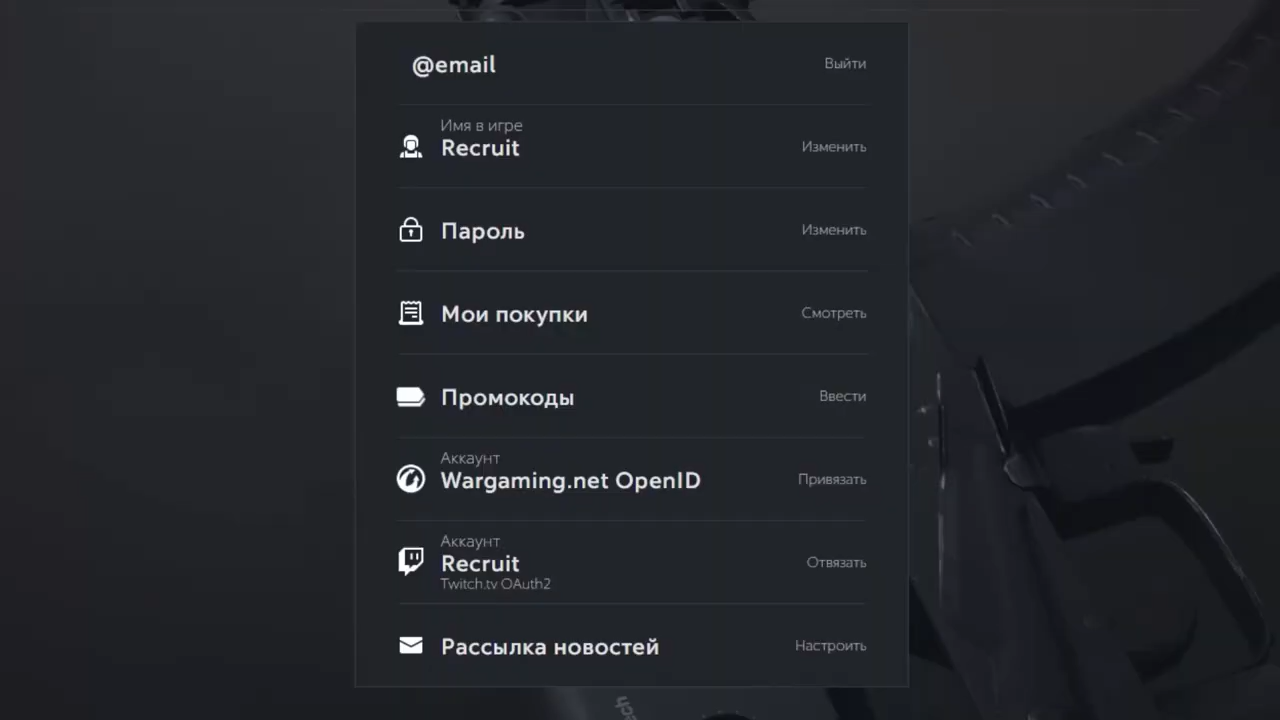 @email Выйти
Имя в игре
Recruit Изменить
Пароль Изменить
Мои покупки Смотреть
Промокоды Ввести
Аккаунт
Wargaming.net OpenID Привязать
Аккаунт
Recruit Отвязать
Twitch.tv OAuth2
Рассылка новостей Настроить